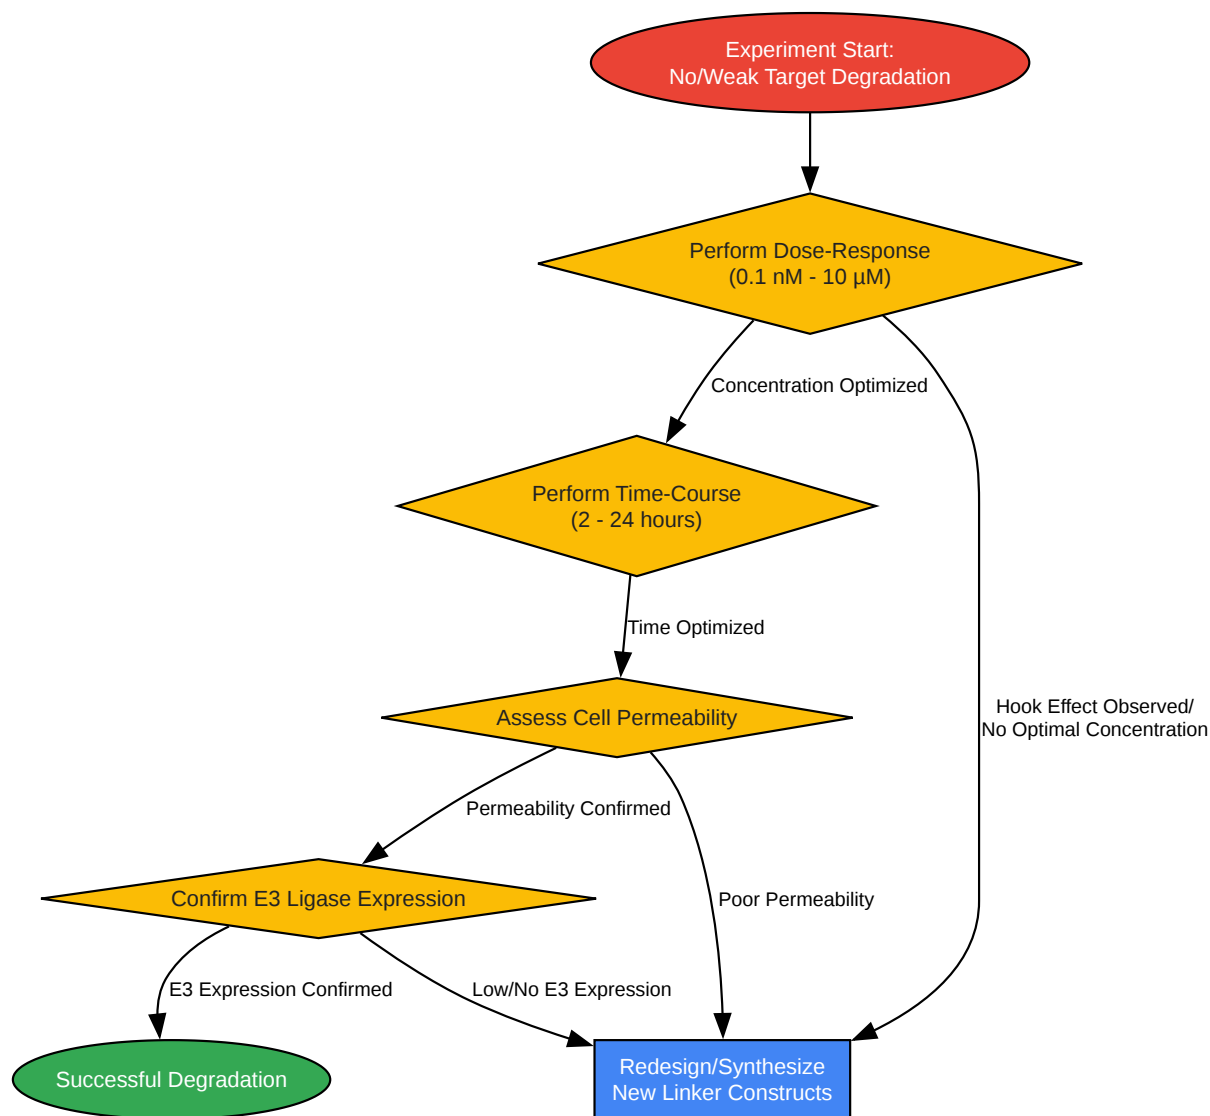 Experiment Start:
No/Weak Target Degradation
Perform Dose-Response
(0.1 nM - 10 µM)
Concentration Optimized
Perform Time-Course
(2 - 24 hours)
Time Optimized
Hook Effect Observed/
No Optimal Concentration
Assess Cell Permeability
Permeability Confirmed
Poor Permeability
Confirm E3 Ligase Expression
E3 Expression Confirmed
Low/No E3 Expression
Successful Degradation
Redesign/Synthesize
New Linker Constructs